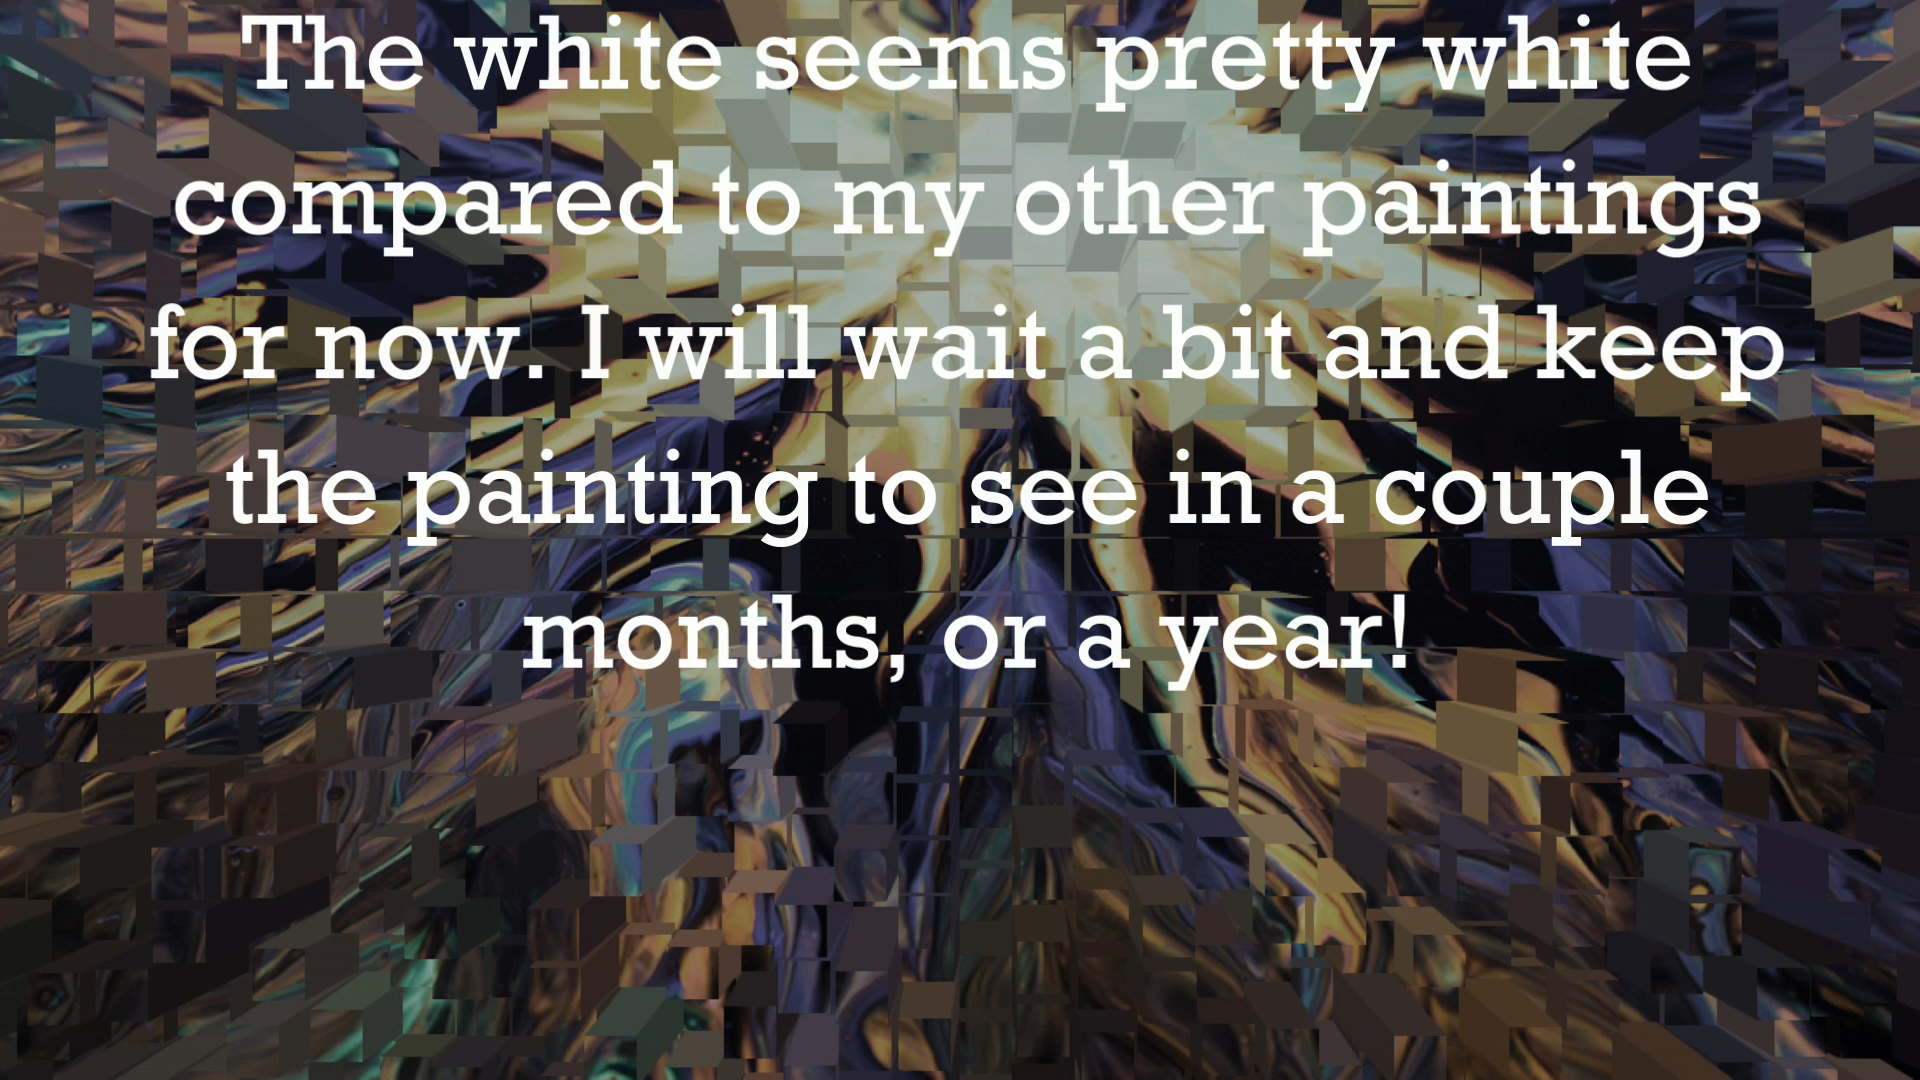 The white seems pretty white
compared to my other paintings
for now. I will wait a bit and keep
the painting to see in a couple
months, or a year!